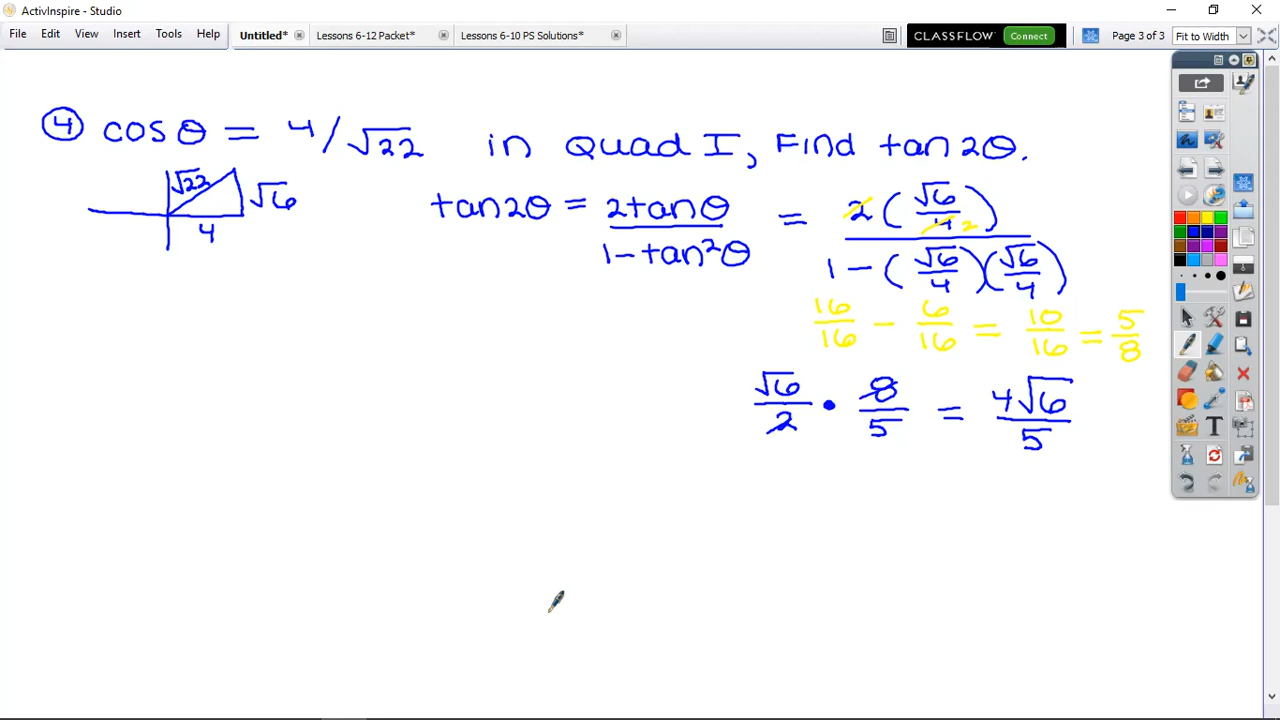 ActivInspire - Studio
File Edit View Insert Tools Help Untitled* Lessons 6-12 Packet* Lessons 6-10 PS Solutions* CLASSFLOW Connect Page 3 of 3 Fit to Width
④ cos θ = 4/√22 in Quad I, Find tan 2θ.
√22 √6
4
tan2θ = 2tanθ / 1-tan²θ = 2(√6/4) / 1-(√6/4)(√6/4)
2
16/16 - 6/16 = 10/16 = 5/8
√6/2 • 8/5 = 4√6/5